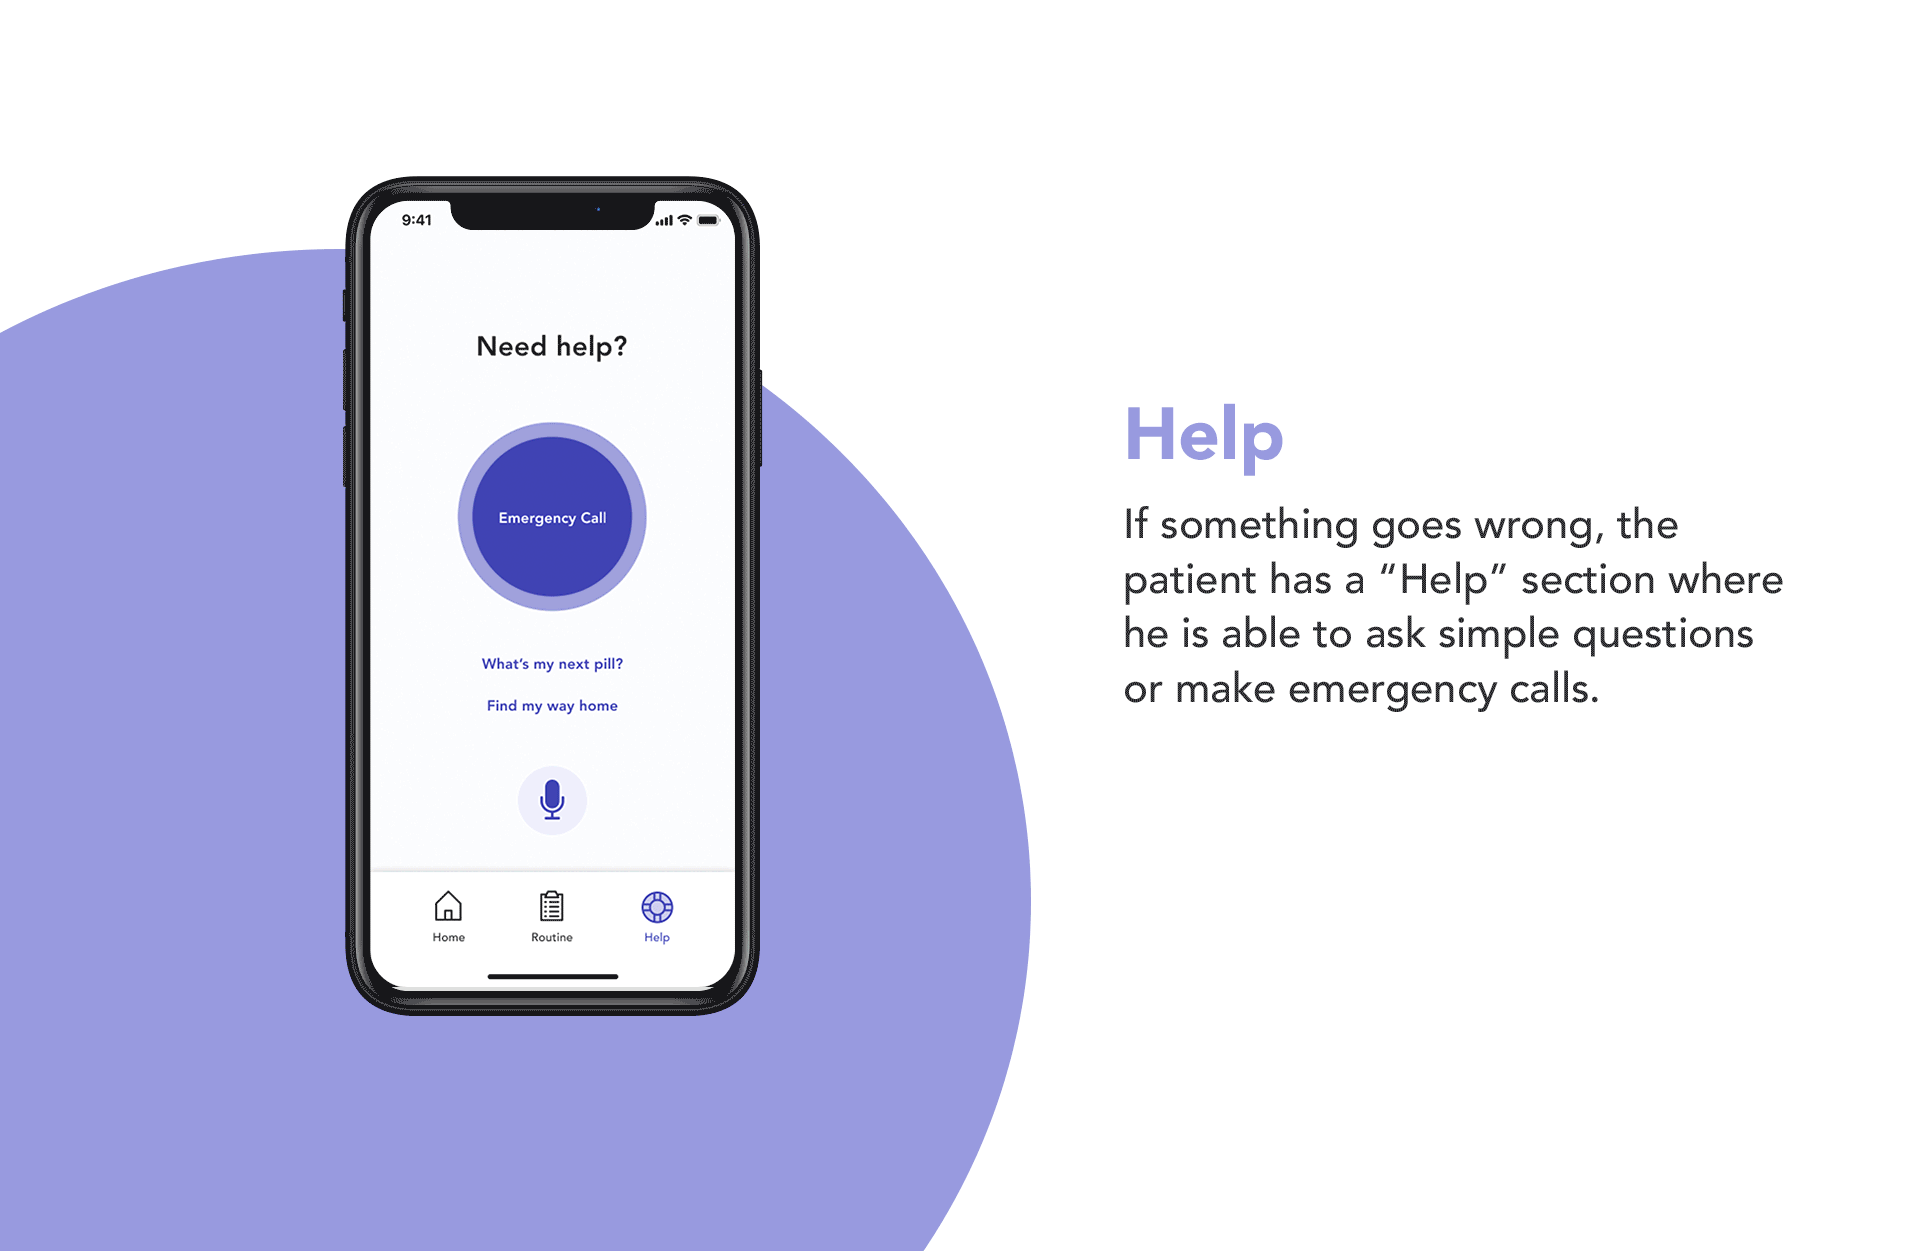 9:41
Need help?
Emergency Call
What's my next pill?
Find my way home
Home
Routine
Help
Help
If something goes wrong, the
patient has a “Help” section where
he is able to ask simple questions
or make emergency calls.